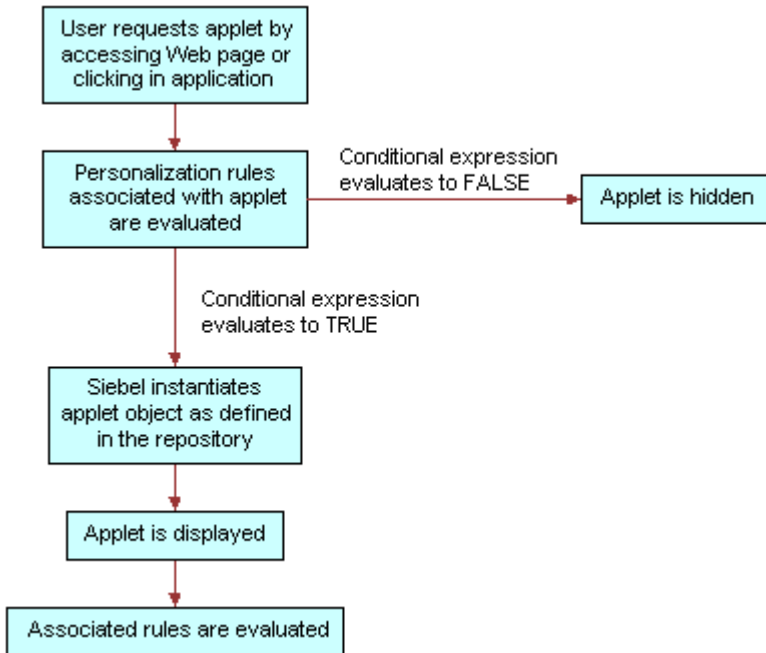 User requests applet by
accessing Web page or
clicking in application
Personalization rules
associated with applet
are evaluated
Conditional expression
evaluates to FALSE
Applet is hidden
Conditional expression
evaluates to TRUE
Siebel instantiates
applet object as defined
in the repository
Applet is displayed
Associated rules are evaluated